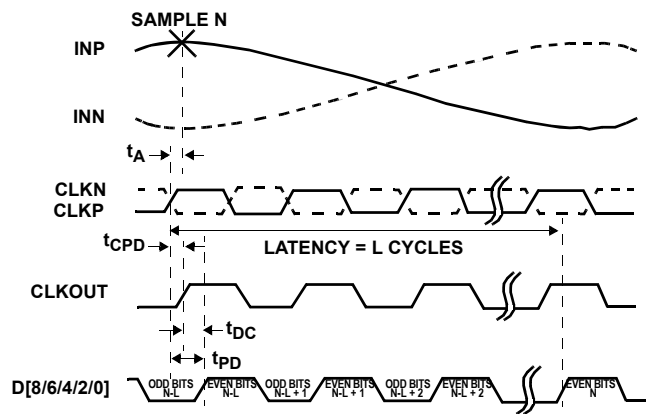 SAMPLE N
INP
INN
tA
CLKN
CLKP
tCPD
LATENCY = L CYCLES
CLKOUT
tDC
tPD
D[8/6/4/2/0]
ODD BITS
N-L
EVEN BITS
N-L
ODD BITS
N-L + 1
EVEN BITS
N-L + 1
ODD BITS
N-L + 2
EVEN BITS
N-L + 2
EVEN BITS
N